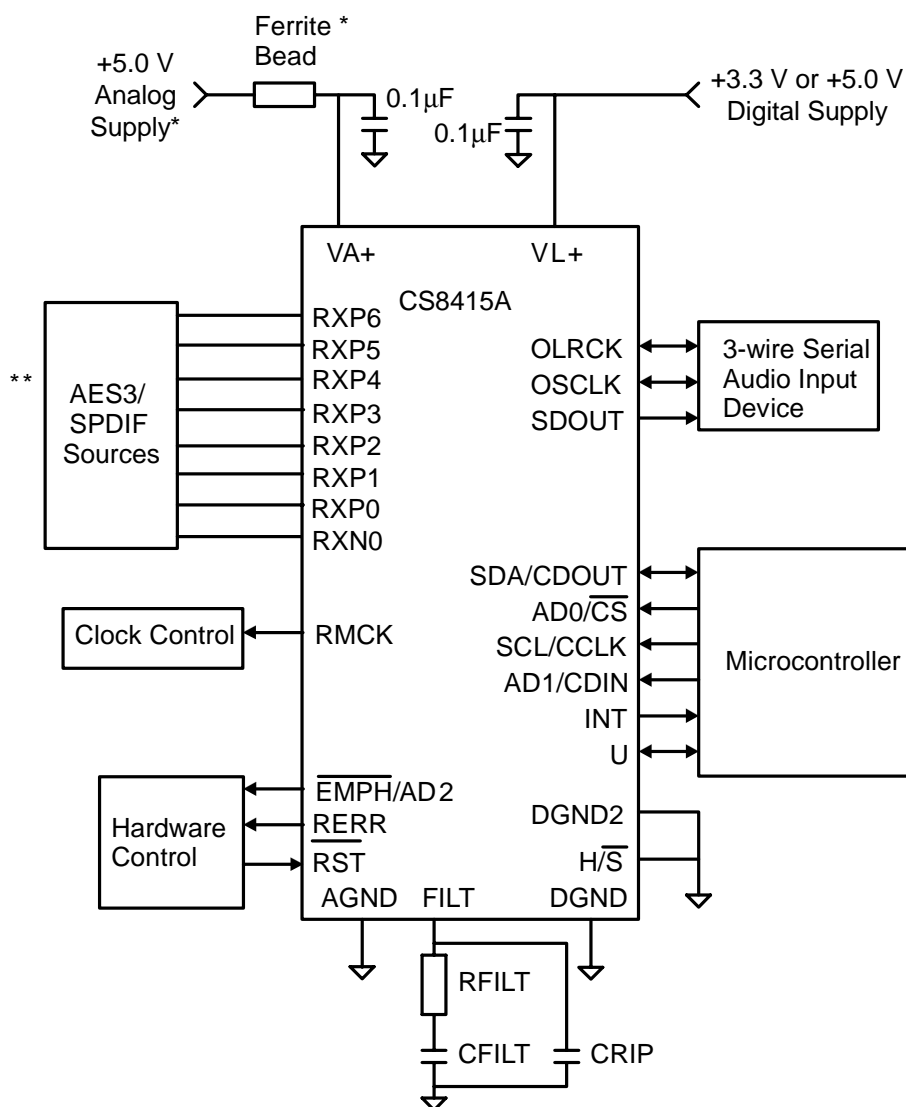 Ferrite *
Bead
+5.0 V
Analog
Supply*
0.1µF
0.1µF
+3.3 V or +5.0 V
Digital Supply
VA+
VL+
CS8415A
**
AES3/
SPDIF
Sources
RXP6
RXP5
RXP4
RXP3
RXP2
RXP1
RXP0
RXN0
OLRCK
OSCLK
SDOUT
3-wire Serial
Audio Input
Device
Clock Control
RMCK
SDA/CDOUT
AD0/C̅S̅
SCL/CCLK
AD1/CDIN
INT
U
Microcontroller
Hardware
Control
E̅M̅P̅H̅/AD2
RERR
R̅S̅T̅
DGND2
H/S̅
AGND
FILT
DGND
RFILT
CFILT
CRIP